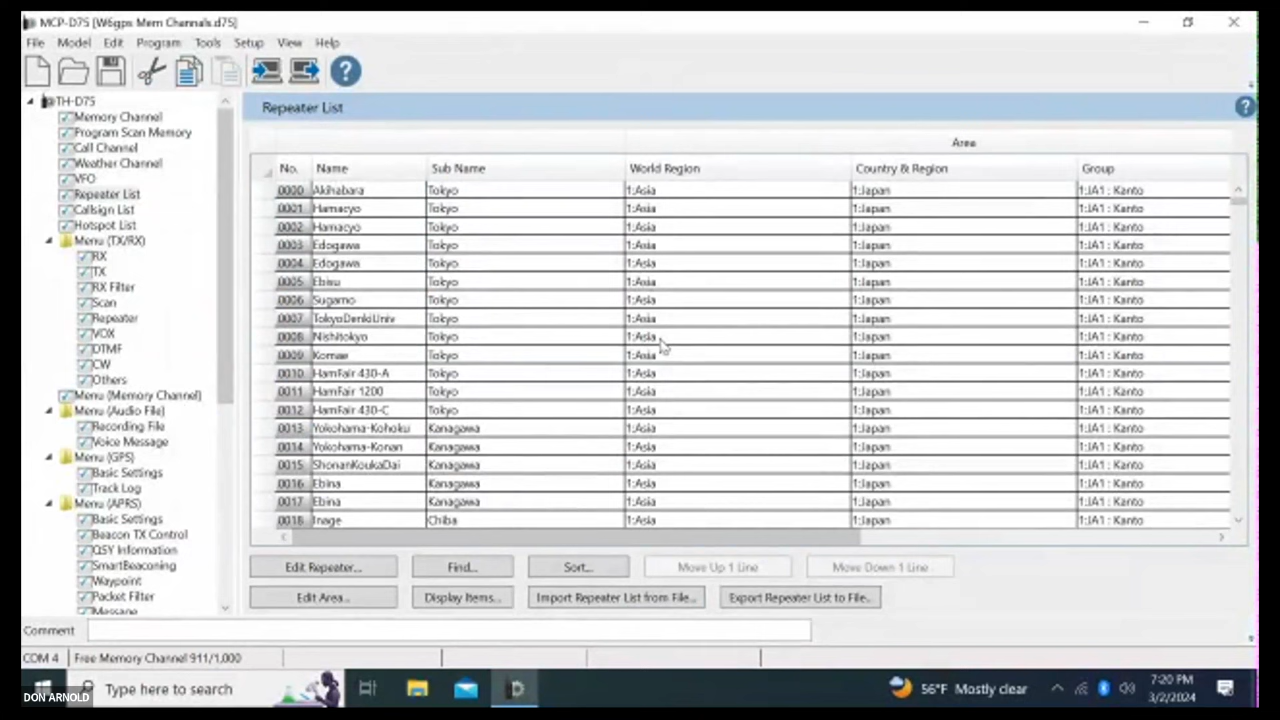 MCP-D75 [W6gps Mem Channels.d75]
File Model Edit Program Tools Setup View Help
TH-D75
Memory Channel
Program Scan Memory
Call Channel
Weather Channel
VFO
Repeater List
Callsign List
Hotspot List
Menu (TX/RX)
RX
TX
RX Filter
Scan
Repeater
VOX
DTMF
CW
Others
Menu (Memory Channel)
Menu (Audio File)
Recording File
Voice Message
Menu (GPS)
Basic Settings
Track Log
Menu (APRS)
Basic Settings
Beacon TX Control
QSY Information
SmartBeaconing
Waypoint
Packet Filter
Message
Repeater List
Area
No. Name Sub Name World Region Country & Region Group
0000 Akihabara Tokyo 1:Asia 1:Japan 1:JA1 : Kanto
0001 Hamacyo Tokyo 1:Asia 1:Japan 1:JA1 : Kanto
0002 Hamacyo Tokyo 1:Asia 1:Japan 1:JA1 : Kanto
0003 Edogawa Tokyo 1:Asia 1:Japan 1:JA1 : Kanto
0004 Edogawa Tokyo 1:Asia 1:Japan 1:JA1 : Kanto
0005 Ebisu Tokyo 1:Asia 1:Japan 1:JA1 : Kanto
0006 Sugamo Tokyo 1:Asia 1:Japan 1:JA1 : Kanto
0007 TokyoDenkiUniv Tokyo 1:Asia 1:Japan 1:JA1 : Kanto
0008 Nishitokyo Tokyo 1:Asia 1:Japan 1:JA1 : Kanto
0009 Komae Tokyo 1:Asia 1:Japan 1:JA1 : Kanto
0010 HamFair 430-A Tokyo 1:Asia 1:Japan 1:JA1 : Kanto
0011 HamFair 1200 Tokyo 1:Asia 1:Japan 1:JA1 : Kanto
0012 HamFair 430-C Tokyo 1:Asia 1:Japan 1:JA1 : Kanto
0013 Yokohama-Kohoku Kanagawa 1:Asia 1:Japan 1:JA1 : Kanto
0014 Yokohama-Konan Kanagawa 1:Asia 1:Japan 1:JA1 : Kanto
0015 ShonanKoukaDai Kanagawa 1:Asia 1:Japan 1:JA1 : Kanto
0016 Ebina Kanagawa 1:Asia 1:Japan 1:JA1 : Kanto
0017 Ebina Kanagawa 1:Asia 1:Japan 1:JA1 : Kanto
0018 Inage Chiba 1:Asia 1:Japan 1:JA1 : Kanto
Edit Repeater... Find... Sort... Move Up 1 Line Move Down 1 Line
Edit Area... Display Items... Import Repeater List from File... Export Repeater List to File...
Comment
COM 4 Free Memory Channel 911/1,000
Type here to search 56°F Mostly clear 7:20 PM
3/2/2024
DON ARNOLD